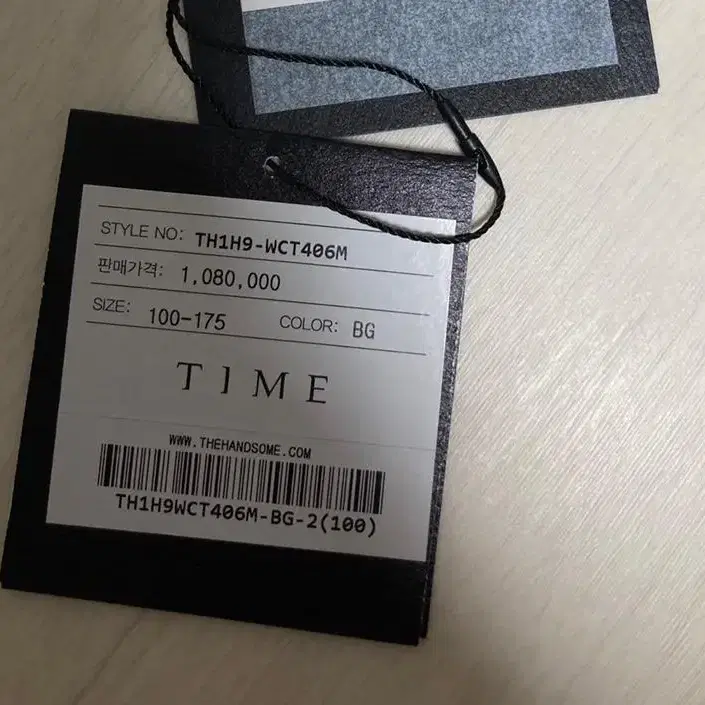 STYLE NO: TH1H9-WCT406M
판매가격: 1,080,000
SIZE: 100-175 COLOR: BG
TIME
WWW.THEHANDSOME.COM
TH1H9WCT406M-BG-2(100)